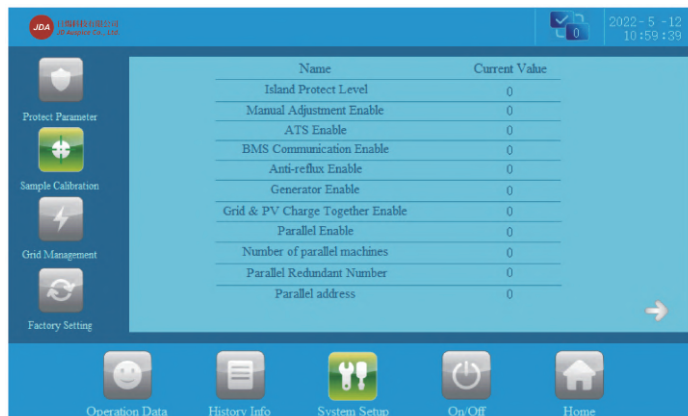 JDA
2022-5-12
10:59:39
0
Protect Parameter
Sample Calibration
Grid Management
Factory Setting
Name Current Value
Island Protect Level 0
Manual Adjustment Enable 0
ATS Enable 0
BMS Communication Enable 0
Anti-reflux Enable 0
Generator Enable 0
Grid & PV Charge Together Enable 0
Parallel Enable 0
Number of parallel machines 0
Parallel Redundant Number 0
Parallel address 0
Operation Data
History Info
System Setup
On/Off
Home